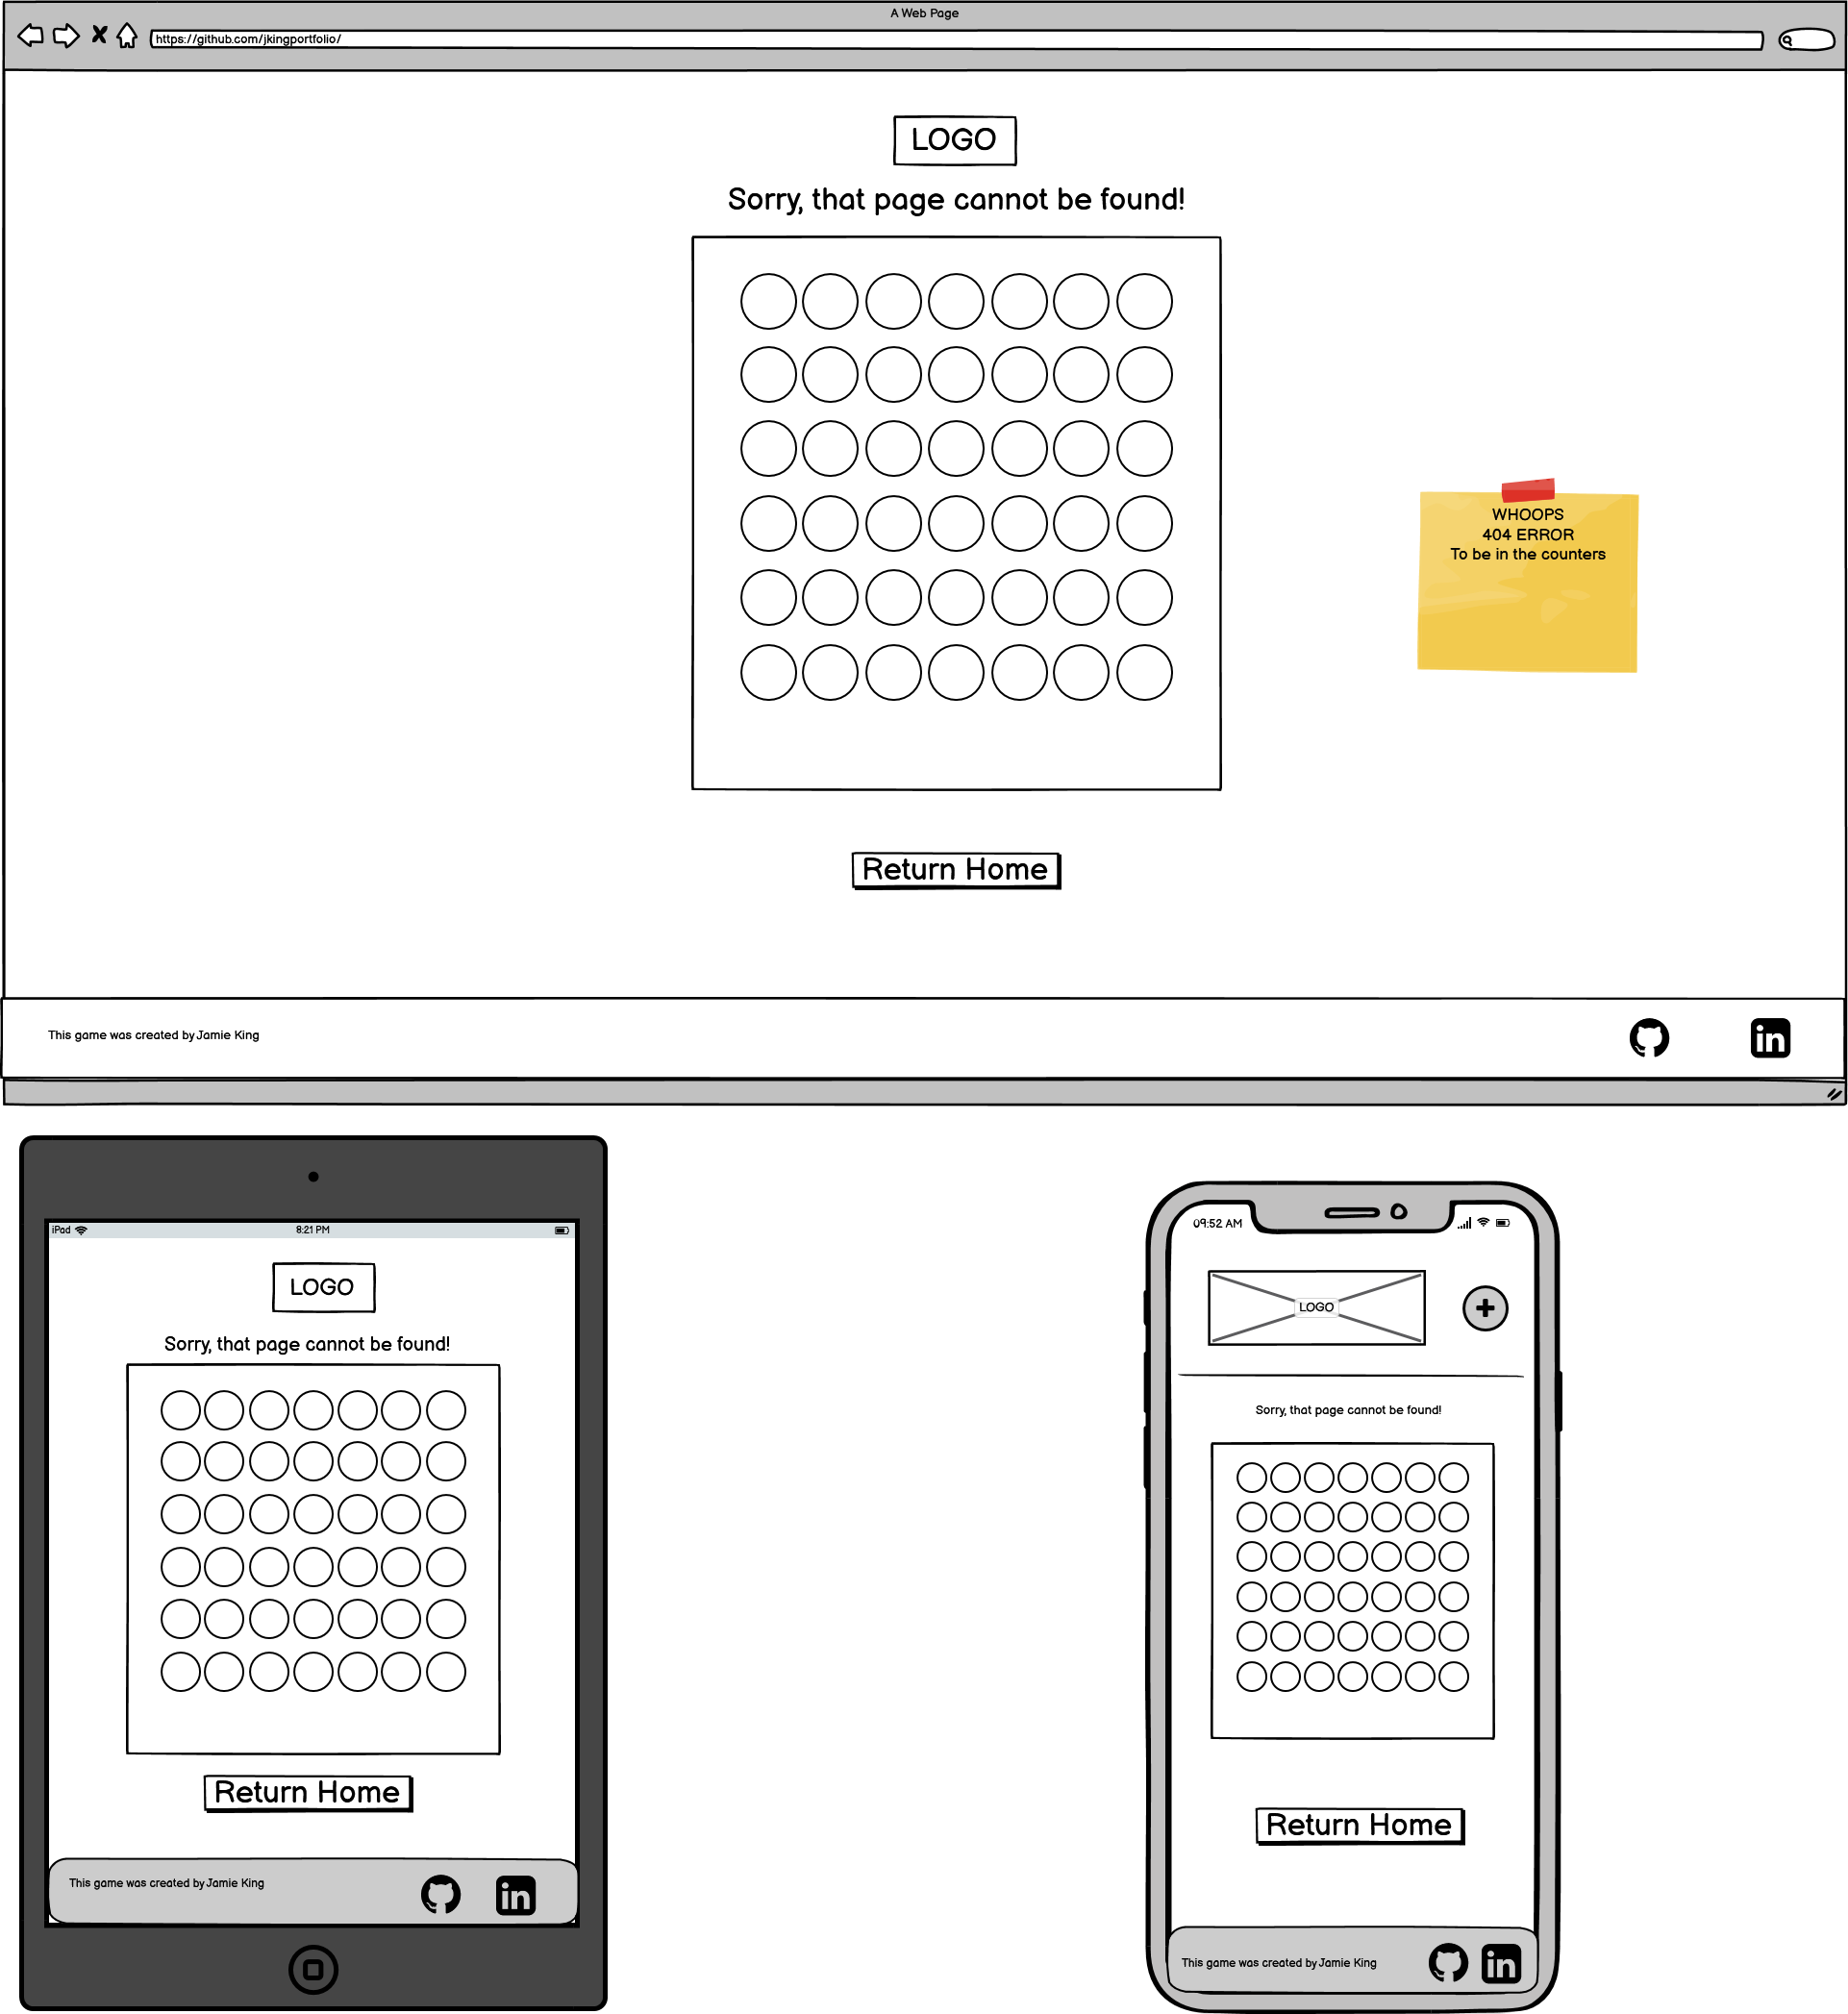 A Web Page
https://github.com/jkingportfolio/
LOGO
Sorry, that page cannot be found!
WHOOPS
404 ERROR
To be in the counters
Return Home
This game was created by Jamie King
in
iPad
8:21 PM
LOGO
Sorry, that page cannot be found!
Return Home
This game was created by Jamie King
in
09:52 AM
LOGO
Sorry, that page cannot be found!
Return Home
This game was created by Jamie King
in